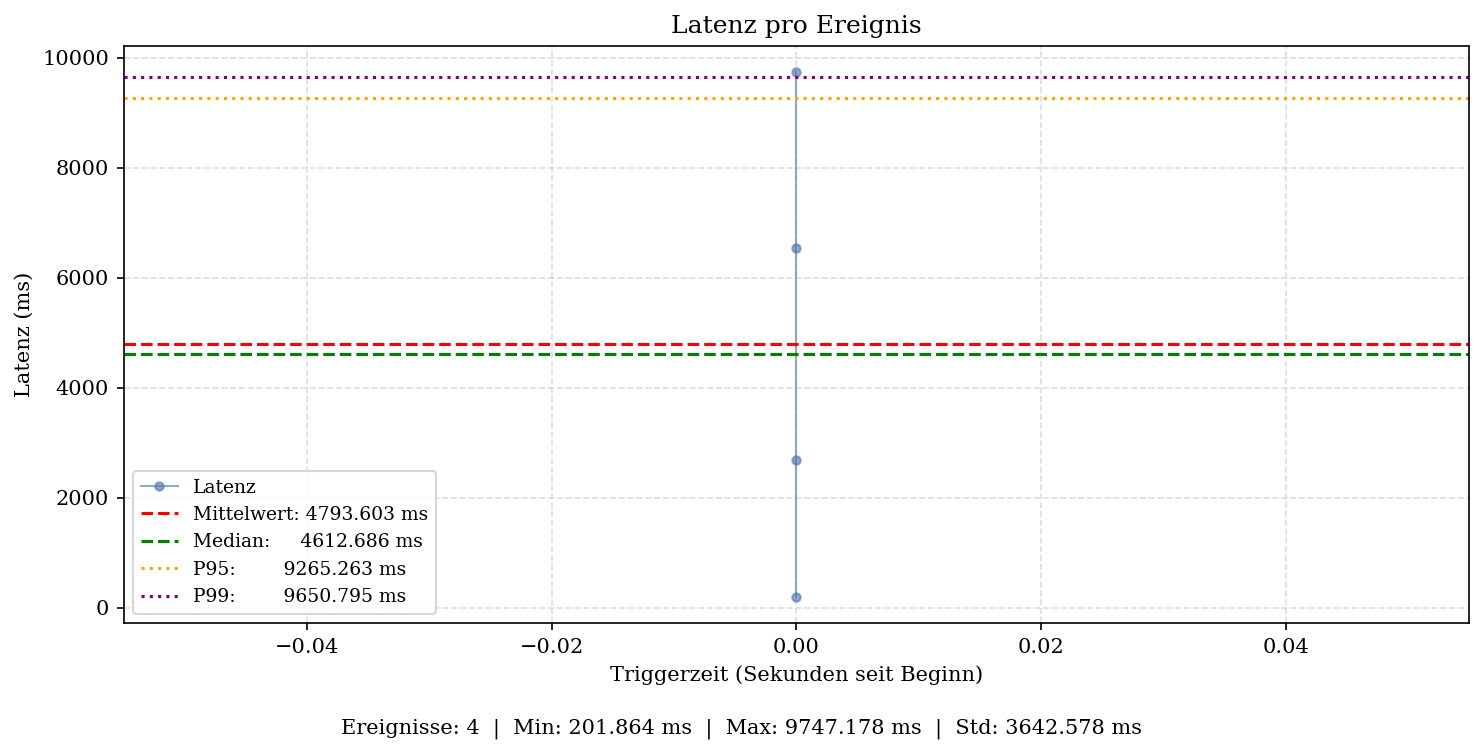 Latenz pro Ereignis
10000
8000
6000
4000
2000
0
Latenz (ms)
Latenz
Mittelwert: 4793.603 ms
Median: 4612.686 ms
P95: 9265.263 ms
P99: 9650.795 ms
−0.04 −0.02 0.00 0.02 0.04
Triggerzeit (Sekunden seit Beginn)
Ereignisse: 4 | Min: 201.864 ms | Max: 9747.178 ms | Std: 3642.578 ms